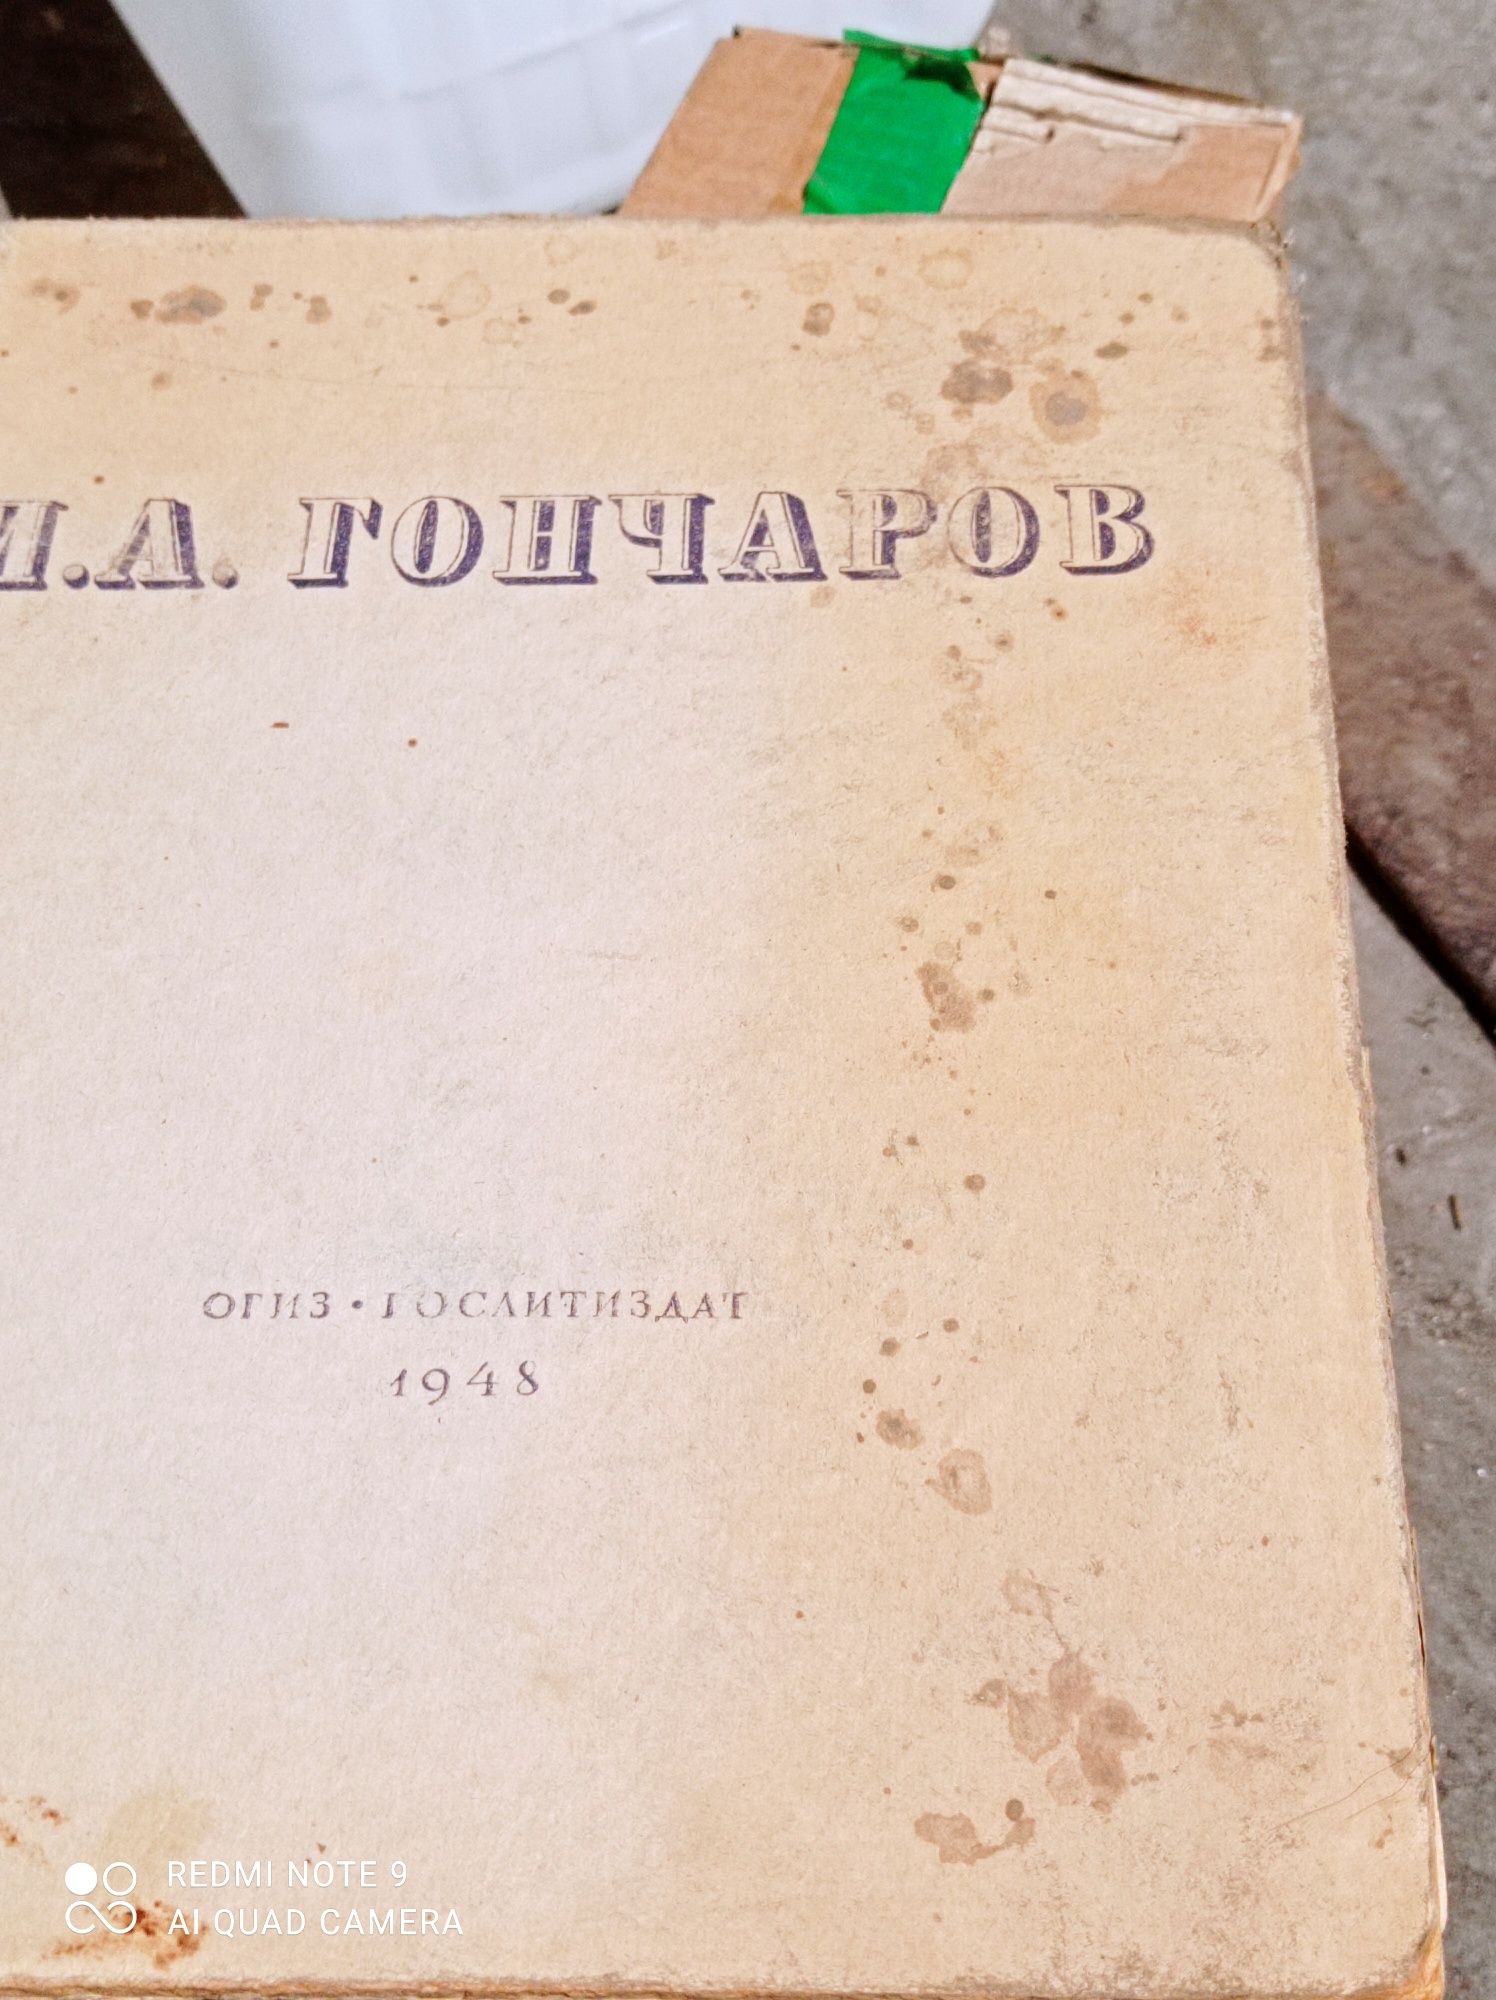 И.А. ГОНЧАРОВ
ОГИЗ • ГОСЛИТИЗДАТ
1948
REDMI NOTE 9
AI QUAD CAMERA